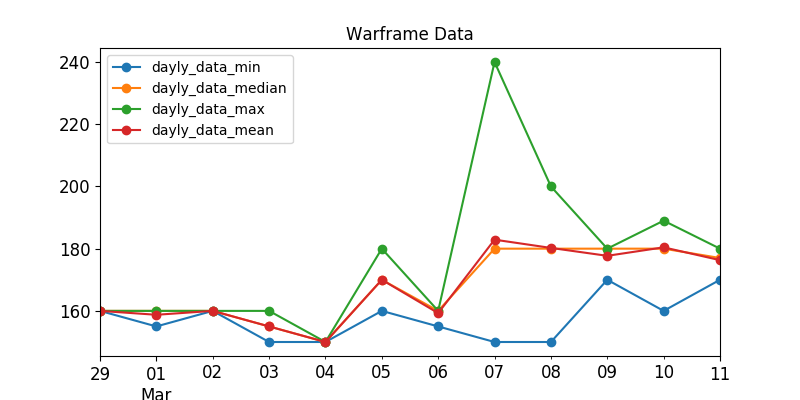 Warframe Data
dayly_data_min
dayly_data_median
dayly_data_max
dayly_data_mean
240
220
200
180
160
29 01 02 03 04 05 06 07 08 09 10 11
Mar